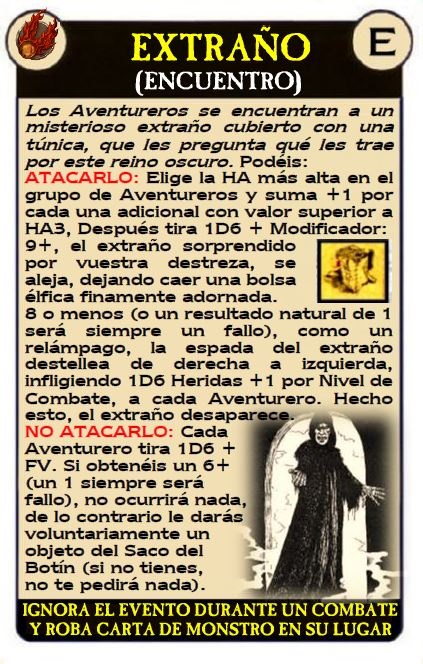 EXTRAÑO
E
(ENCUENTRO)
Los Aventureros se encuentran a un
misterioso extraño cubierto con una
túnica, que les pregunta qué les trae
por este reino oscuro. Podéis:
ATACARLO: Elige la HA más alta en el
grupo de Aventureros y suma +1 por
cada una adicional con valor superior a
HA3, Después tira 1D6 + Modificador:
9+, el extraño sorprendido
por vuestra destreza, se
aleja, dejando caer una bolsa
élfica finamente adornada.
8 o menos (o un resultado natural de 1
será siempre un fallo), como un
relámpago, la espada del extraño
destellea de derecha a izquierda,
infligiendo 1D6 Heridas +1 por Nivel de
Combate, a cada Aventurero. Hecho
esto, el extraño desaparece.
NO ATACARLO: Cada
Aventurero tira 1D6 +
FV. Si obtenéis un 6+
(un 1 siempre será
fallo), no ocurrirá nada,
de lo contrario le darás
voluntariamente un
objeto del Saco del
Botín (si no tienes,
no te pedirá nada).
IGNORA EL EVENTO DURANTE UN COMBATE
Y ROBA CARTA DE MONSTRO EN SU LUGAR